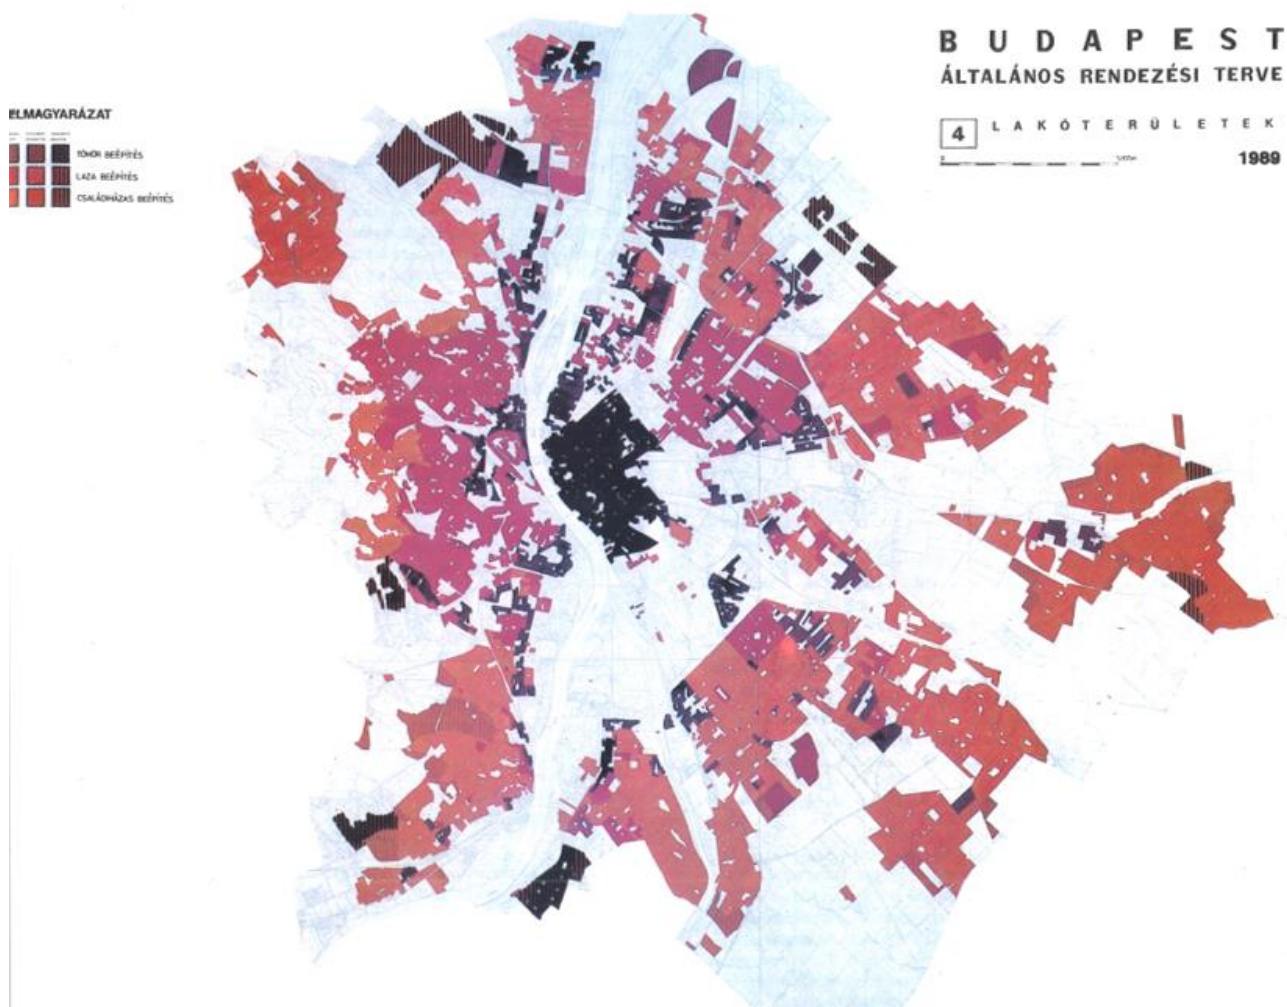 BUDAPEST
ÁLTALÁNOS RENDEZÉSI TERVE
4 LAKÓTERÜLETEK
1989
ELMAGYARÁZAT
TÖMÖR BEÉPÍTÉS
LAZA BEÉPÍTÉS
CSALÁDIHÁZAS BEÉPÍTÉS